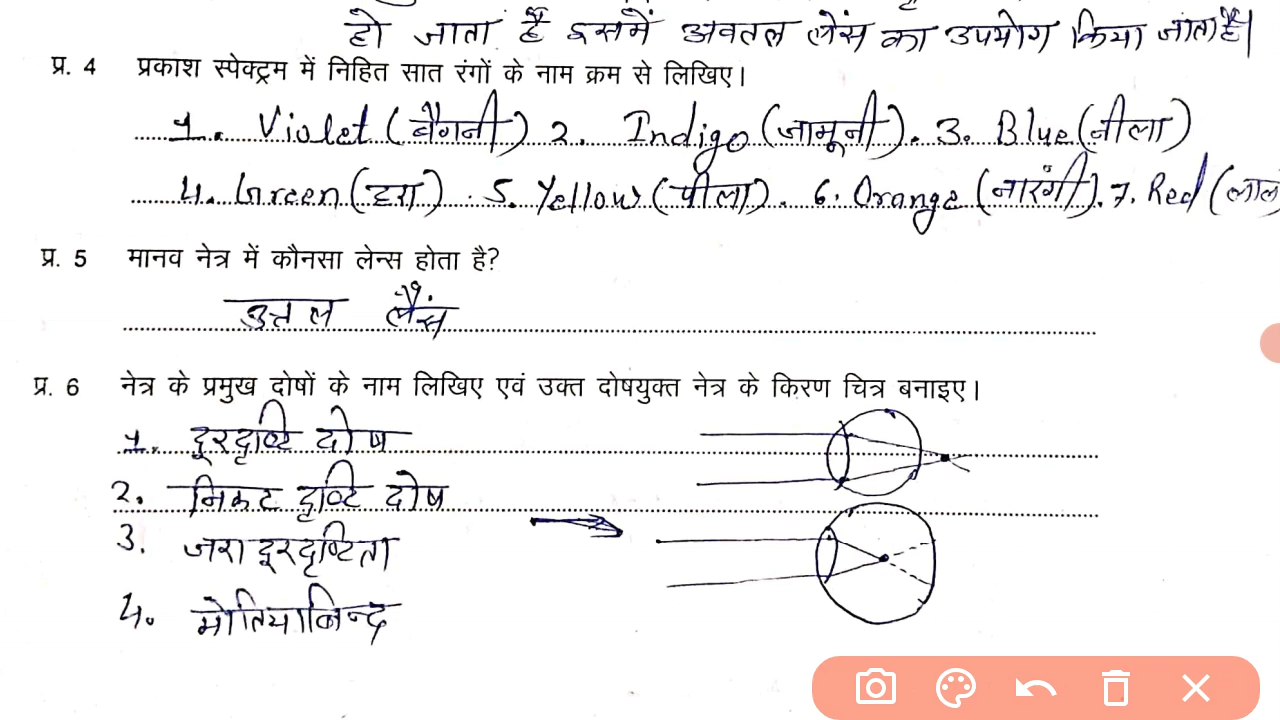 हो जाता है इसमें अवतल लेंस का उपयोग किया जाता है।
प्र. 4 प्रकाश स्पेक्ट्रम में निहित सात रंगों के नाम क्रम से लिखिए।
1. Violet (बैगनी) 2. Indigo (जामूनी). 3. Blue (नीला)
4. Green (हरा). 5. Yellow (पीला). 6. Orange (नारंगी). 7. Red (लाल
प्र. 5 मानव नेत्र में कौनसा लेन्स होता है?
उत्तल लैंस
प्र. 6 नेत्र के प्रमुख दोषों के नाम लिखिए एवं उक्त दोषयुक्त नेत्र के किरण चित्र बनाइए।
1. दूरदृष्टि दोष
2. निकट दृष्टि दोष
3. जरा दूरदृष्टिता
4. मोतियाबिन्द